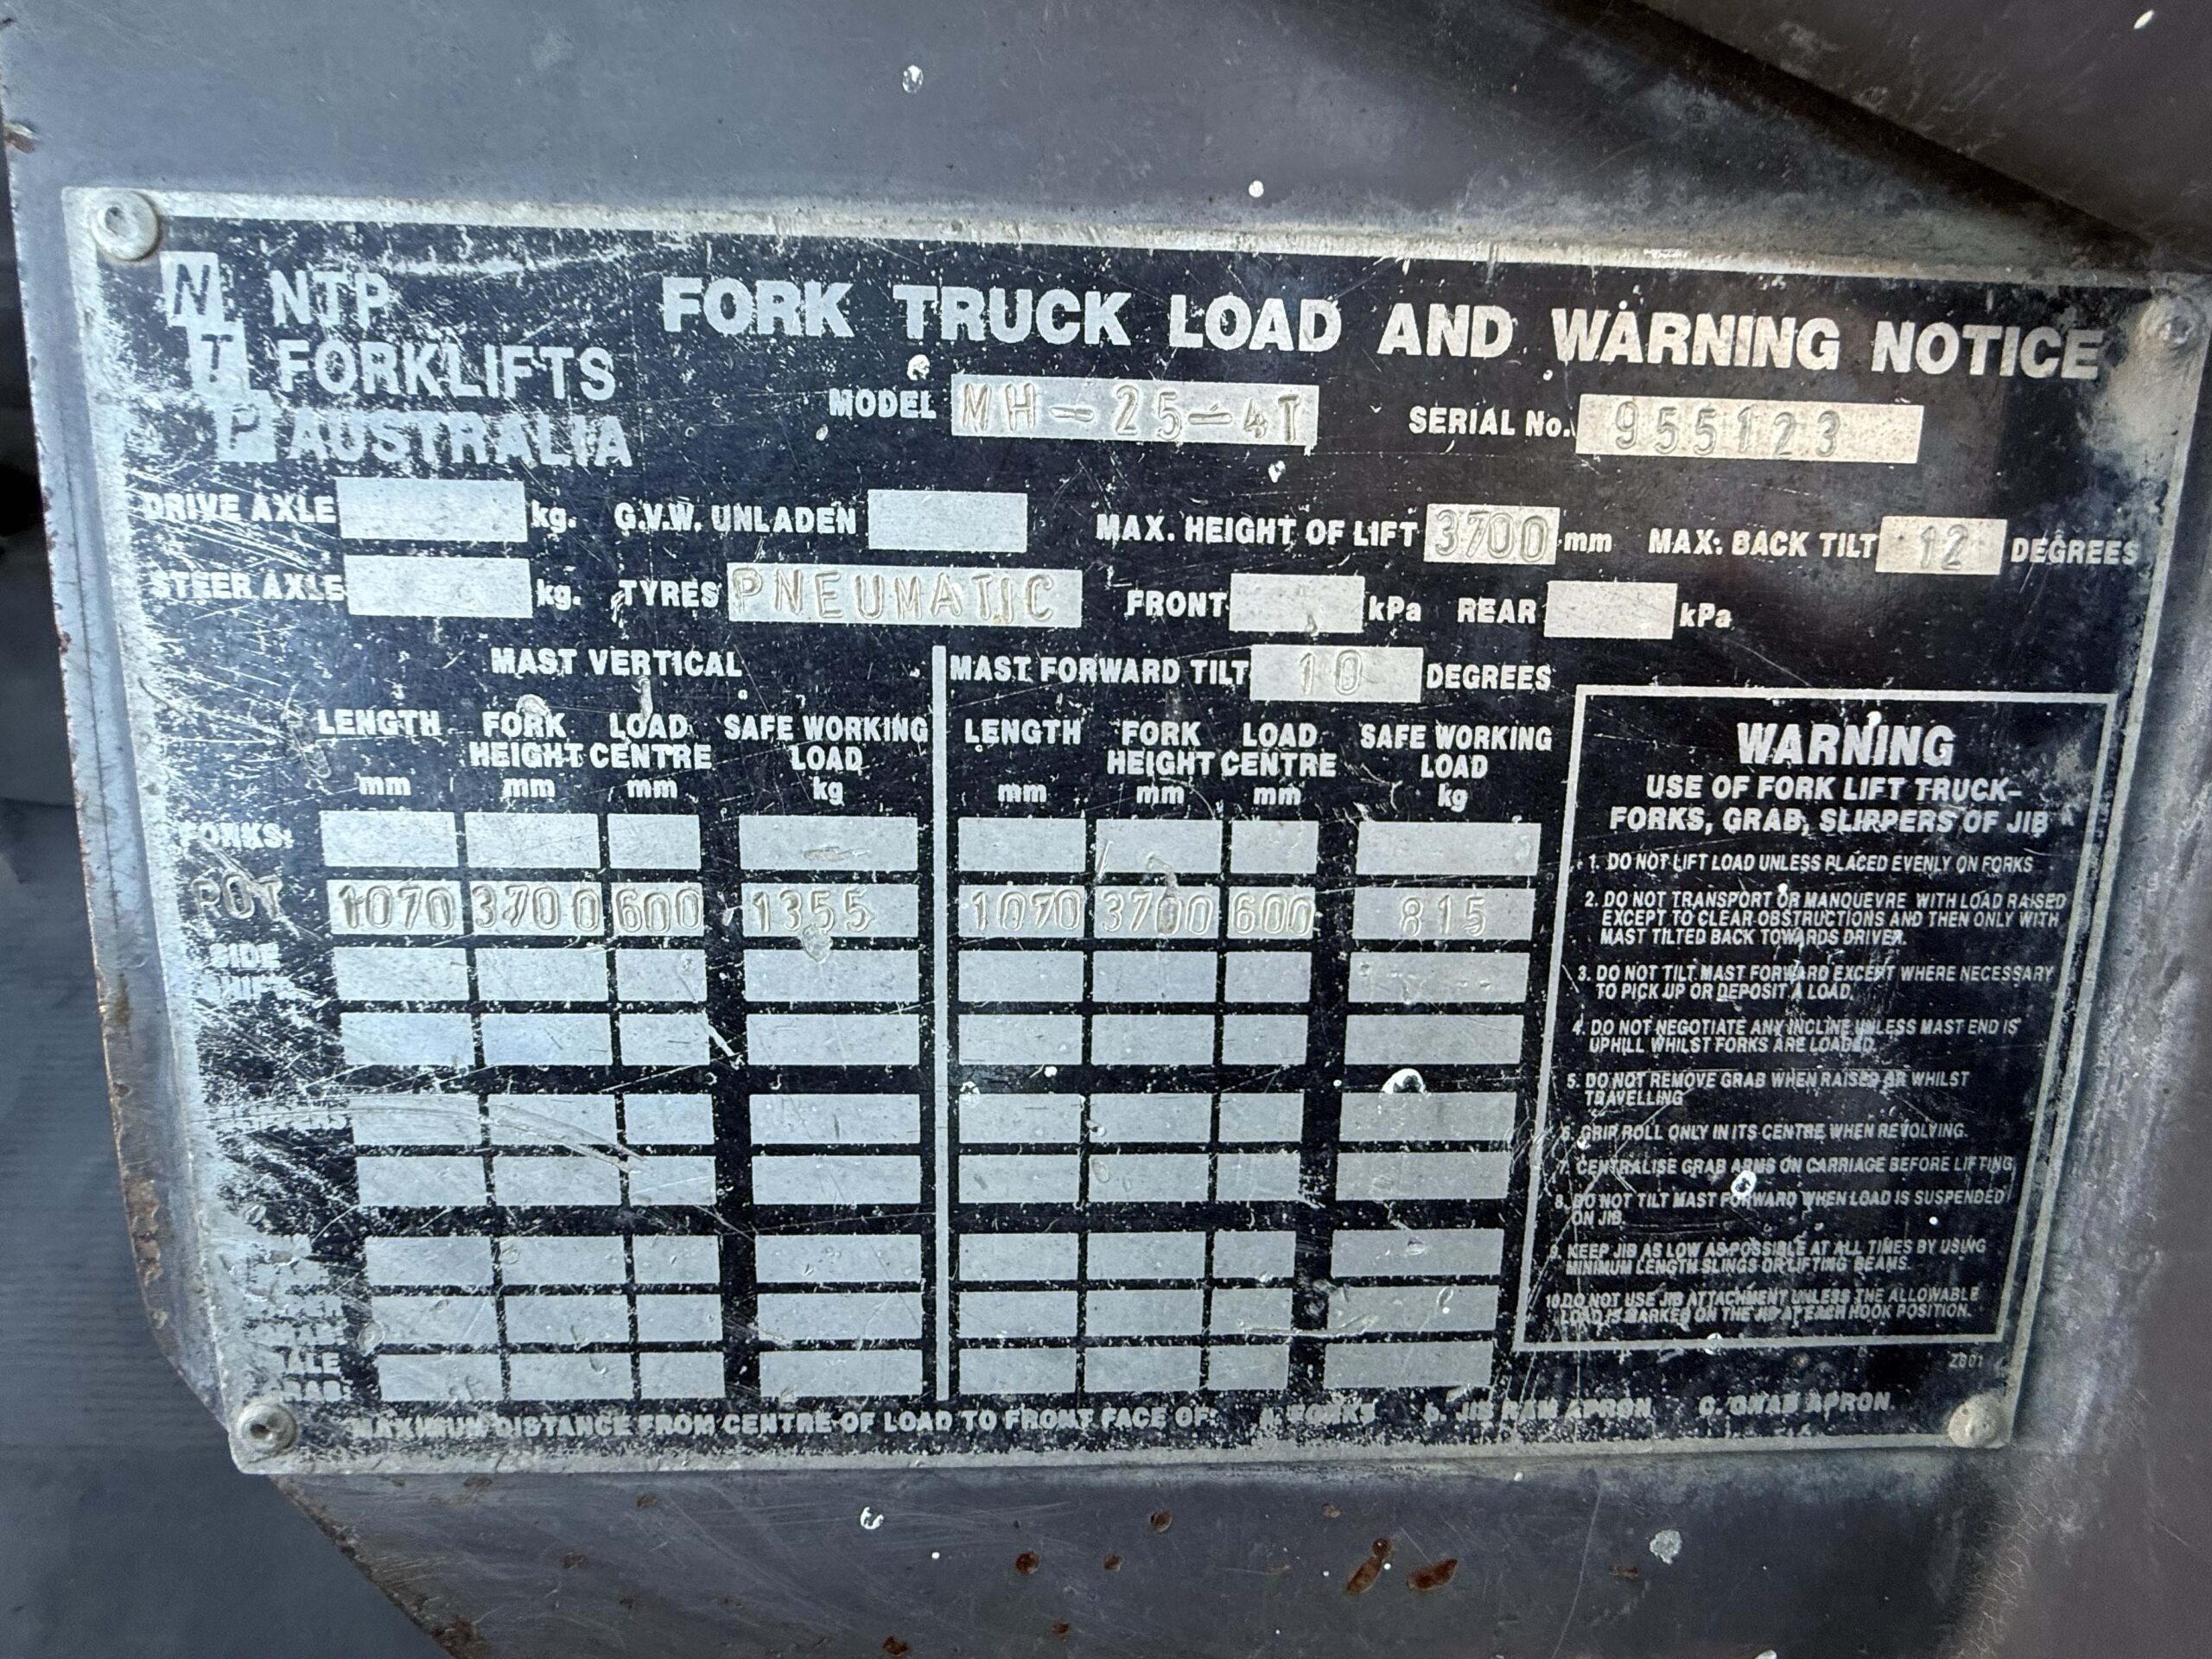 NTP
FORKLIFTS
AUSTRALIA
FORK TRUCK LOAD AND WARNING NOTICE
MODEL MH-25-4T SERIAL No. 955123
DRIVE AXLE kg. G.V.W. UNLADEN MAX. HEIGHT OF LIFT 3700 mm MAX. BACK TILT 12 DEGREES
STEER AXLE kg. TYRES PNEUMATIC FRONT kPa REAR kPa
MAST VERTICAL MAST FORWARD TILT 10 DEGREES
LENGTH FORK LOAD SAFE WORKING LENGTH FORK LOAD SAFE WORKING
HEIGHT CENTRE LOAD HEIGHT CENTRE LOAD
mm mm mm kg mm mm mm kg
FORKS:
ROT 1070 3700 600 1355 1070 3700 600 815
SIDE
WARNING
USE OF FORK LIFT TRUCK-
FORKS, GRAB, SLIPPERS OF JIB
1. DO NOT LIFT LOAD UNLESS PLACED EVENLY ON FORKS
2. DO NOT TRANSPORT OR MANOUEVRE WITH LOAD RAISED
EXCEPT TO CLEAR OBSTRUCTIONS AND THEN ONLY WITH
MAST TILTED BACK TOWARDS DRIVER.
3. DO NOT TILT MAST FORWARD EXCEPT WHERE NECESSARY
TO PICK UP OR DEPOSIT A LOAD.
4. DO NOT NEGOTIATE ANY INCLINE UNLESS MAST END IS
UPHILL WHILST FORKS ARE LOADED.
5. DO NOT REMOVE GRAB WHEN RAISED OR WHILST
TRAVELLING
6. GRIP ROLL ONLY IN ITS CENTRE WHEN REVOLVING.
7. CENTRALISE GRAB ARMS ON CARRIAGE BEFORE LIFTING
8. DO NOT TILT MAST FORWARD WHEN LOAD IS SUSPENDED
ON JIB.
9. KEEP JIB AS LOW AS POSSIBLE AT ALL TIMES BY USING
MINIMUM LENGTH SLINGS OR LIFTING BEAMS.
10. DO NOT USE JIB ATTACHMENT UNLESS THE ALLOWABLE
LOAD IS MARKED ON THE JIB AT EACH HOOK POSITION.
MAXIMUM DISTANCE FROM CENTRE OF LOAD TO FRONT FACE OF: A. FORKS B. JIB RAM APRON C. GRAB APRON.